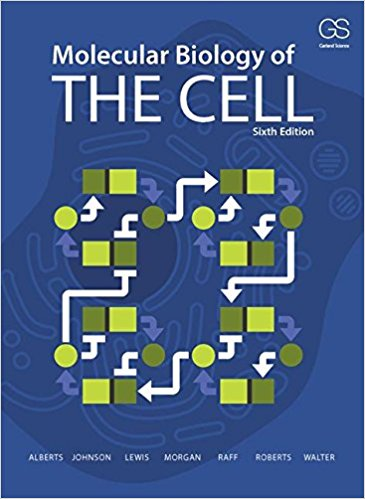 GS
Garland Science
Molecular Biology of
THE CELL
Sixth Edition
ALBERTS JOHNSON LEWIS MORGAN RAFF ROBERTS WALTER